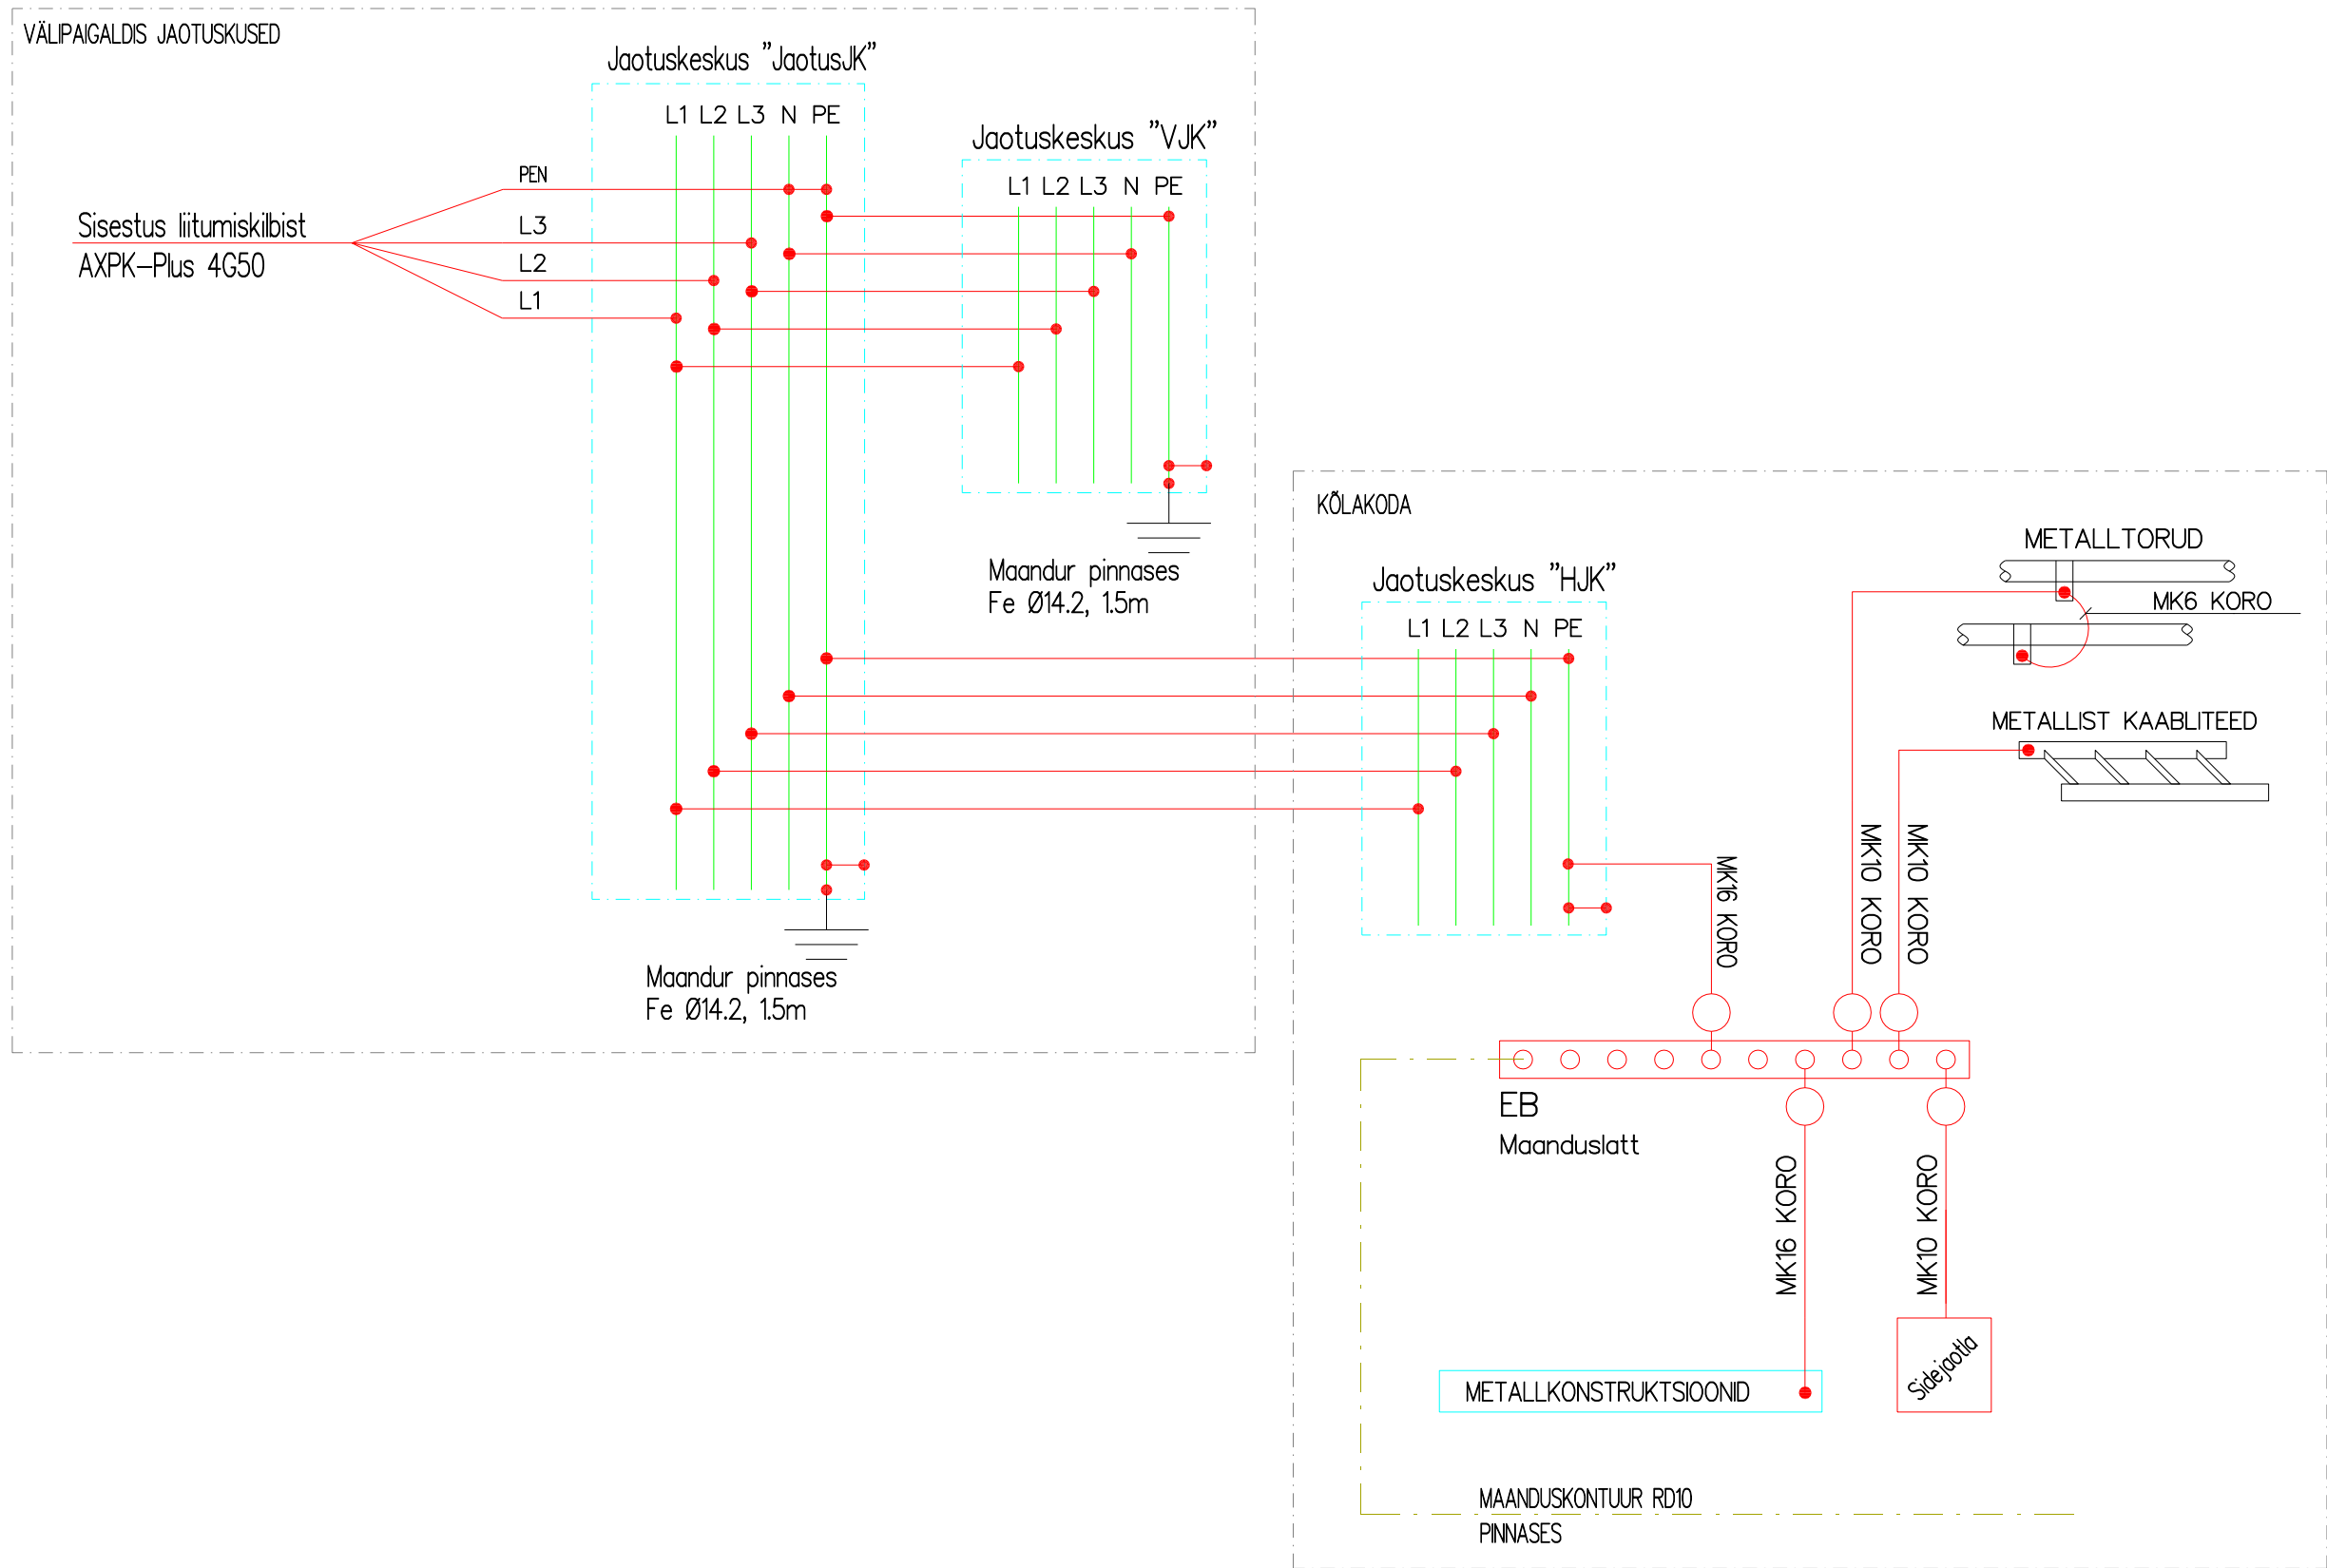 VÄLIPAIGALDIS JAOTUSKUSED
Jaotuskeskus "JaotusJK"
L1 L2 L3 N PE
Jaotuskeskus "VJK"
L1 L2 L3 N PE
PEN
L3
L2
L1
Sisestus liitumiskilbist
AXPK-Plus 4G50
Maandur pinnases
Fe Ø14.2, 1.5m
Maandur pinnases
Fe Ø14.2, 1.5m
KÕLAKODA
Jaotuskeskus "HJK"
L1 L2 L3 N PE
METALLTORUD
MK6 KORO
METALLIST KAABLITEED
MK16 KORO
MK10 KORO
MK10 KORO
EB
Maanduslatt
MK16 KORO
MK10 KORO
METALLKONSTRUKTSIOONID
Sidejaotla
MAANDUSKONTUUR RD10
PINNASES